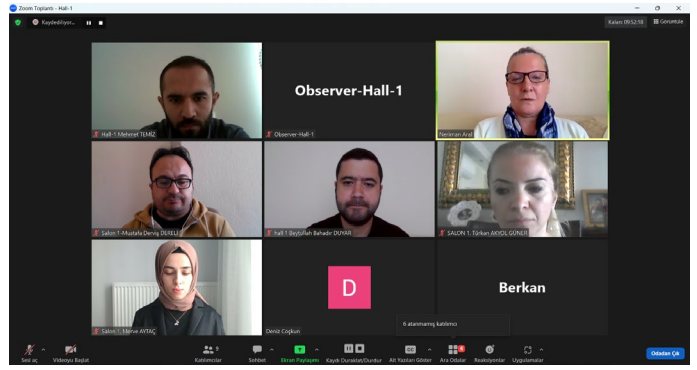 Zoom Toplantı - Hall-1
Kaydediliyor...
Kalan: 09:52:18
Görüntüle
Observer-Hall-1
Hall-1 Mehmet TEMİZ
Observer-Hall-1
Neriman Aral
Salon 1-Mustafa Derviş DERELİ
hall 1 Beytullah Bahadır DUYAR
SALON 1. Türkan AKYOL GÜNER
D
Berkan
Salon 1, Merve AYTAÇ
Deniz Coşkun
6 atanmamış katılımcı
9
CC
Sesi aç
Videoyu Başlat
Katılımcılar
Sohbet
Ekran Paylaşımı
Kaydı Duraklat/Durdur
Alt Yazıları Göster
Ara Odalar
Reaksiyonlar
Uygulamalar
Odadan Çık